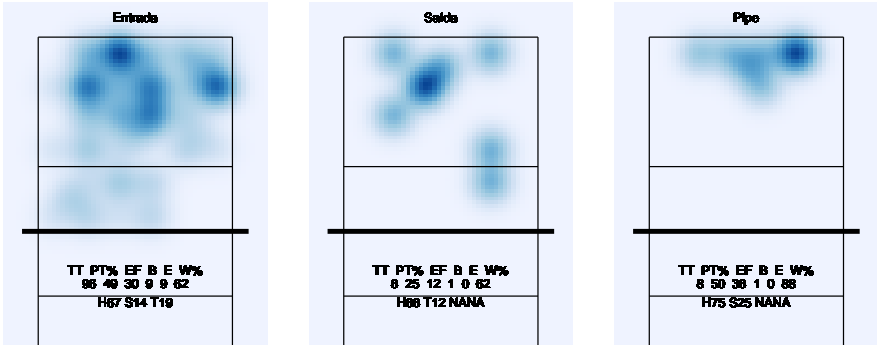 Entrada
TT PT% EF B E W%
96 49 30 9 9 62
H67 S14 T19
Saida
TT PT% EF B E W%
8 25 12 1 0 62
H88 T12 NANA
Pipe
TT PT% EF B E W%
8 50 38 1 0 88
H75 S25 NANA